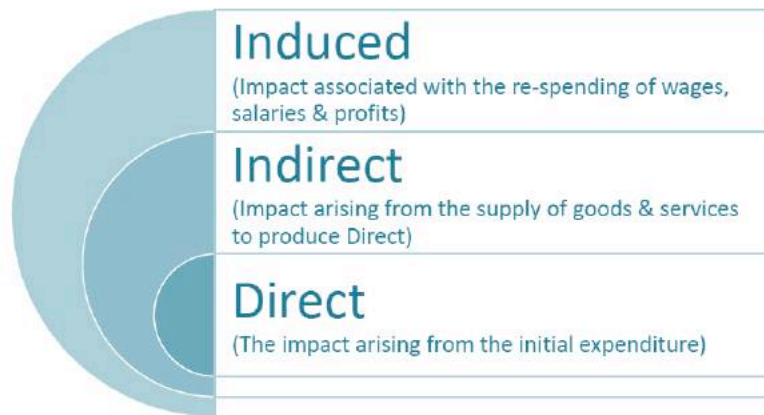 Induced
(Impact associated with the re-spending of wages,
salaries & profits)
Indirect
(Impact arising from the supply of goods & services
to produce Direct)
Direct
(The impact arising from the initial expenditure)